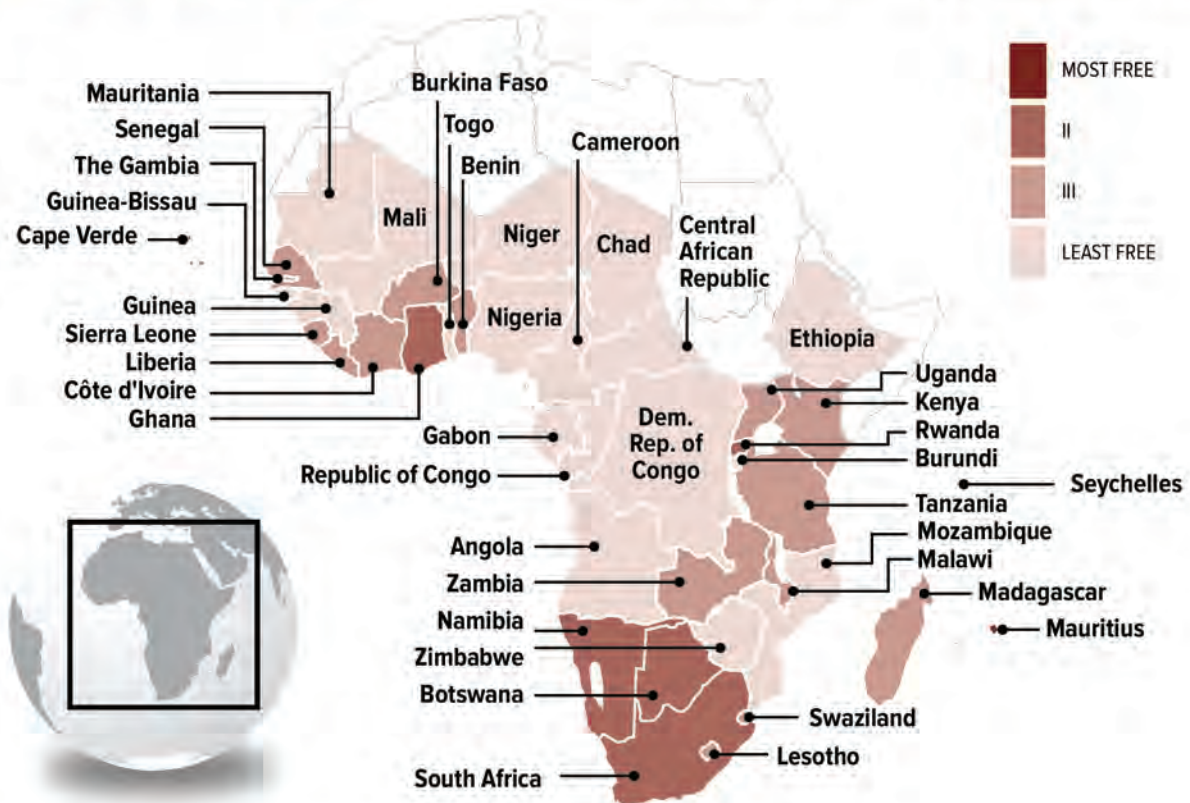 MOST FREE
II
III
LEAST FREE
Burkina Faso
Togo
Benin
Cameroon
Mauritania
Senegal
The Gambia
Guinea-Bissau
Cape Verde
Mali
Niger
Chad
Central
African
Republic
Guinea
Sierra Leone
Liberia
Côte d'Ivoire
Ghana
Nigeria
Ethiopia
Uganda
Kenya
Rwanda
Burundi
Seychelles
Tanzania
Mozambique
Malawi
Madagascar
Mauritius
Gabon
Dem.
Rep. of
Congo
Republic of Congo
Angola
Zambia
Namibia
Zimbabwe
Botswana
Swaziland
Lesotho
South Africa